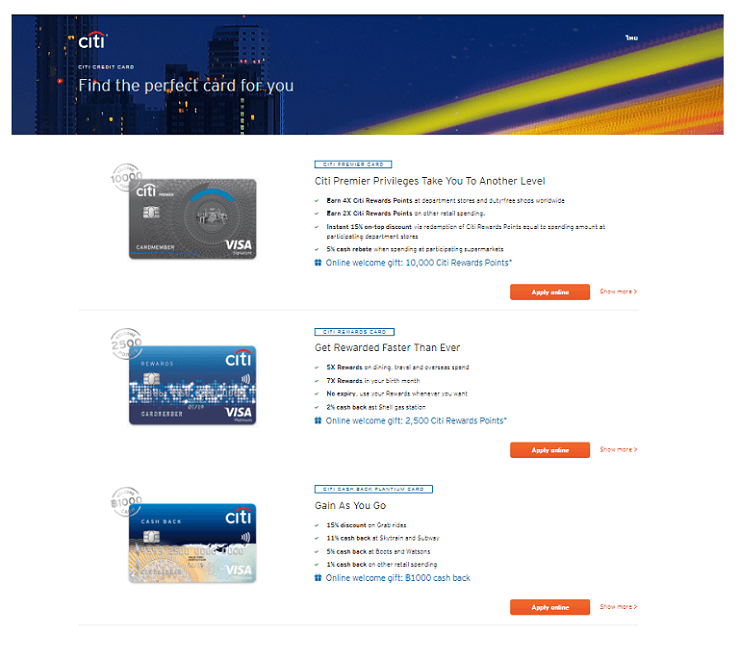 citi
ไทย
CITI CREDIT CARD
Find the perfect card for you
WELCOME
10000
citi PREMIER
CARDMEMBER
VISA
Signature
CITI PREMIER CARD
Citi Premier Privileges Take You To Another Level
Earn 4X Citi Rewards Points at department stores and duty-free shops worldwide
Earn 2X Citi Rewards Points on other retail spending.
Instant 15% on-top discount via redemption of Citi Rewards Points equal to spending amount at
participating department stores
5% cash rebate when spending at participating supermarkets
Online welcome gift: 10,000 Citi Rewards Points*
Apply online
Show more >
WELCOME
2500
REWARDS
citi
01/19
CARDMEMBER
VISA
Platinum
CITI REWARDS CARD
Get Rewarded Faster Than Ever
5X Rewards on dining, travel and overseas spend
7X Rewards in your birth month
No expiry, use your Rewards whenever you want
2% cash back ast Shell gas station
Online welcome gift: 2,500 Citi Rewards Points*
Apply online
Show more >
฿1000
CASH BACK
citi
CARDMEMBER
VISA
Platinum
CITI CASH BACK PLANTIUM CARD
Gain As You Go
15% discount on Grab rides
11% cash back at Skytrain and Subway
5% cash back at Boots and Watsons
1% cash back on other retail spending
Online welcome gift: ฿1000 cash back
Apply online
Show more >